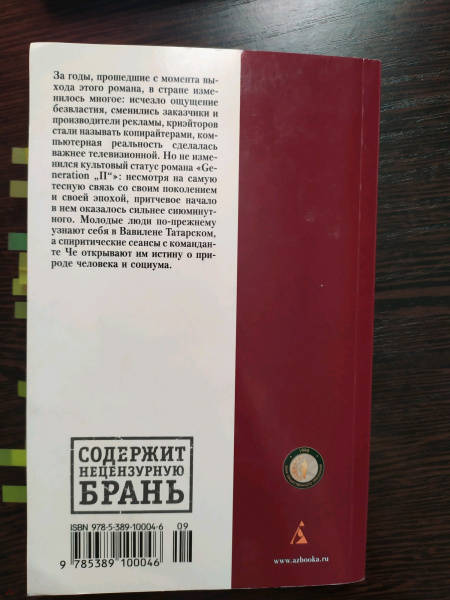 За годы, прошедшие с момента вы-
хода этого романа, в стране изме-
нилось многое: исчезло ощущение
безвластия, сменились заказчики и
производители рекламы, криэйторов
стали называть копирайтерами, ком-
пьютерная реальность сделалась
важнее телевизионной. Но не изме-
нился культовый статус романа «Ge-
neration „П“»: несмотря на самую
тесную связь со своим поколением
и своей эпохой, притчевое начало
в нем оказалось сильнее сиюминут-
ного. Молодые люди по-прежнему
узнают себя в Вавилене Татарском,
а спиритические сеансы с командан-
те Че открывают им истину о при-
роде человека и социума.
СОДЕРЖИТ
НЕЦЕНЗУРНУЮ
БРАНЬ
ISBN 978-5-389-10004-6
09
9 785389 100046
www.azbooka.ru